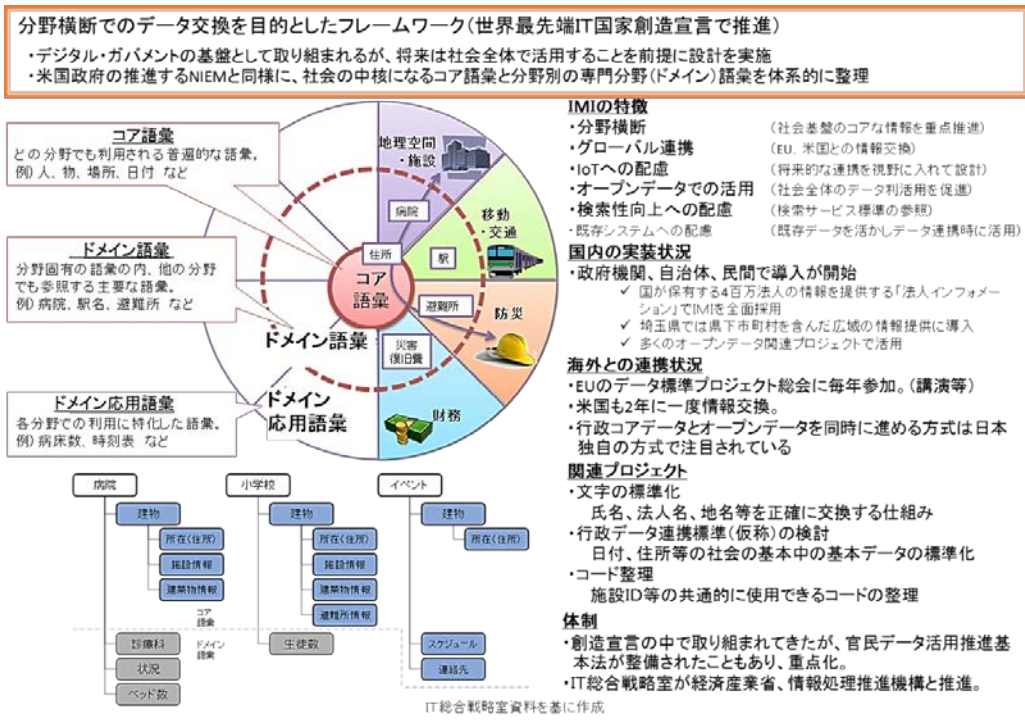 分野横断でのデータ交換を目的としたフレームワーク(世界最先端IT国家創造宣言で推進)
・デジタル・ガバメントの基盤として取り組まれるが、将来は社会全体で活用することを前提に設計を実施
・米国政府の推進するNIEMと同様に、社会の中核になるコア語彙と分野別の専門分野(ドメイン)語彙を体系的に整理
コア語彙
どの分野でも利用される普遍的な語彙。
例)人、物、場所、日付 など
ドメイン語彙
分野固有の語彙の内、他の分野
でも参照する主要な語彙。
例)病院、駅名、避難所 など
ドメイン応用語彙
各分野での利用に特化した語彙。
例)病床数、時刻表 など
地理空間
・施設
病院
移動
・交通
住所
駅
コア
語彙
避難所
防災
ドメイン語彙
災害
復旧費
ドメイン
応用語彙
財務
病院
建物
所在(住所)
施設情報
建築物情報
診療科
状況
ベッド数
小学校
建物
所在(住所)
施設情報
建築物情報
避難所情報
生徒数
イベント
建物
所在(住所)
スケジュール
連絡先
コア
語彙
ドメイン
語彙
IMIの特徴
・分野横断 (社会基盤のコアな情報を重点推進)
・グローバル連携 (EU、米国との情報交換)
・IoTへの配慮 (将来的な連携を視野に入れて設計)
・オープンデータでの活用 (社会全体のデータ利活用を促進)
・検索性向上への配慮 (検索サービス標準の参照)
・既存システムへの配慮 (既存データを活かしデータ連携時に活用)
国内の実装状況
・政府機関、自治体、民間で導入が開始
✓ 国が保有する4百万法人の情報を提供する「法人インフォメー
ション」でIMIを全面採用
✓ 埼玉県では県下市町村を含んだ広域の情報提供に導入
✓ 多くのオープンデータ関連プロジェクトで活用
海外との連携状況
・EUのデータ標準プロジェクト総会に毎年参加。(講演等)
・米国も2年に一度情報交換。
・行政コアデータとオープンデータを同時に進める方式は日本
独自の方式で注目されている
関連プロジェクト
・文字の標準化
氏名、法人名、地名等を正確に交換する仕組み
・行政データ連携標準(仮称)の検討
日付、住所等の社会の基本中の基本データの標準化
・コード整理
施設ID等の共通的に使用できるコードの整理
体制
・創造宣言の中で取り組まれてきたが、官民データ活用推進基
本法が整備されたこともあり、重点化。
・IT総合戦略室が経済産業省、情報処理推進機構と推進。
IT総合戦略室資料を基に作成